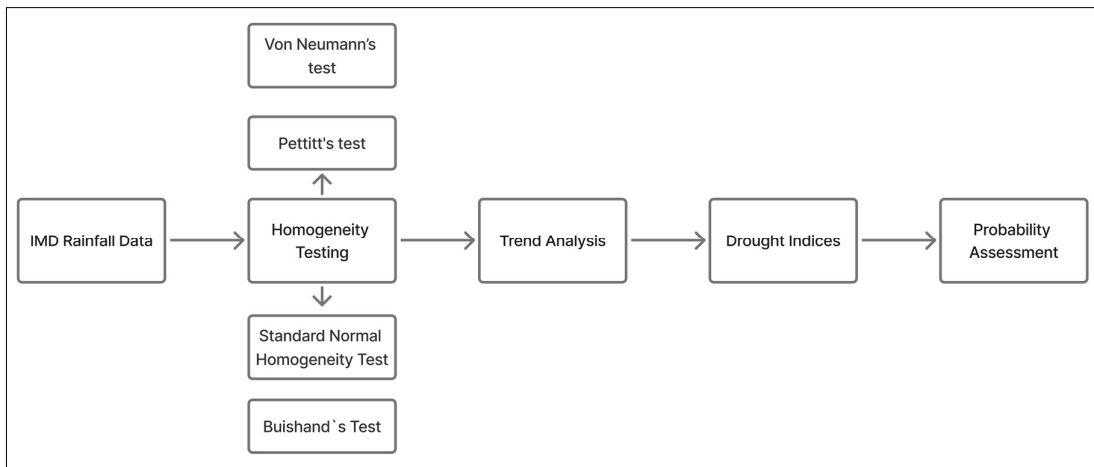 Von Neumann’s
test
Pettitt's test
IMD Rainfall Data
Homogeneity
Testing
Trend Analysis
Drought Indices
Probability
Assessment
Standard Normal
Homogeneity Test
Buishand`s Test